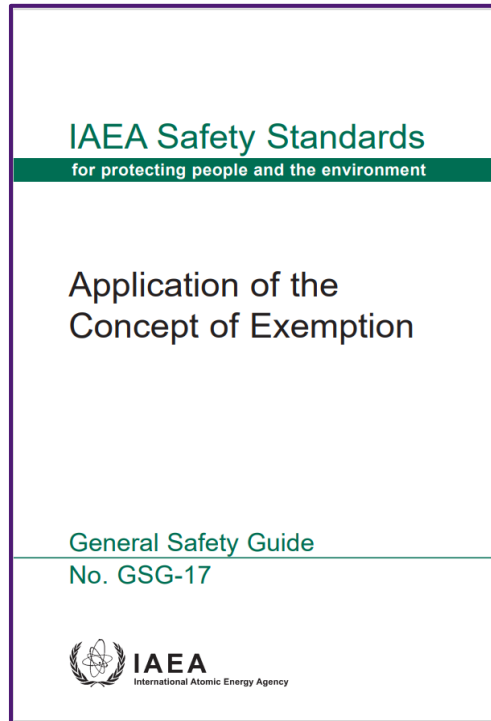 IAEA Safety Standards
for protecting people and the environment
Application of the
Concept of Exemption
General Safety Guide
No. GSG-17
IAEA
International Atomic Energy Agency